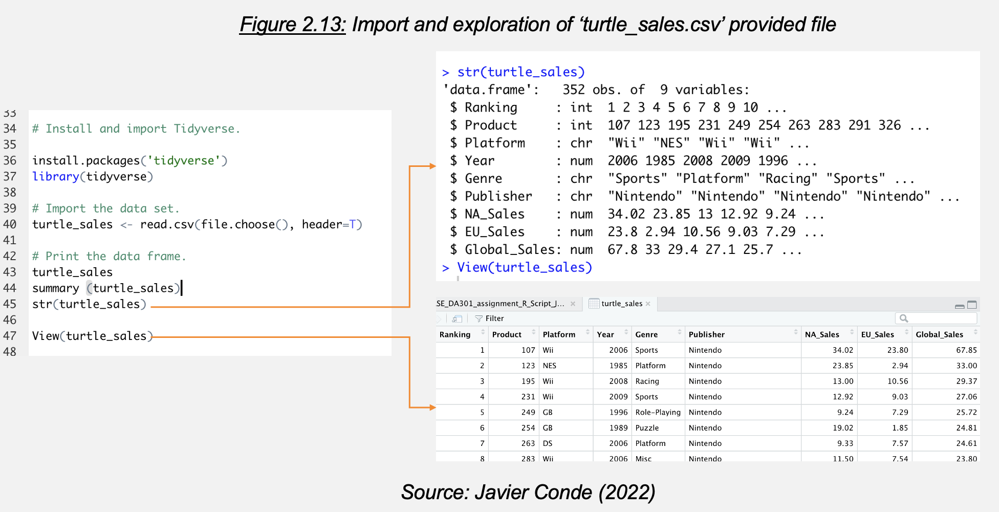 Figure 2.13: Import and exploration of ‘turtle_sales.csv’ provided file
33
34 # Install and import Tidyverse.
35
36 install.packages('tidyverse')
37 library(tidyverse)
38
39 # Import the data set.
40 turtle_sales <- read.csv(file.choose(), header=T)
41
42 # Print the data frame.
43 turtle_sales
44 summary (turtle_sales)
45 str(turtle_sales)
46
47 View(turtle_sales)
48
> str(turtle_sales)
'data.frame': 352 obs. of 9 variables:
$ Ranking : int 1 2 3 4 5 6 7 8 9 10 ...
$ Product : int 107 123 195 231 249 254 263 283 291 326 ...
$ Platform : chr "Wii" "NES" "Wii" "Wii" ...
$ Year : num 2006 1985 2008 2009 1996 ...
$ Genre : chr "Sports" "Platform" "Racing" "Sports" ...
$ Publisher : chr "Nintendo" "Nintendo" "Nintendo" "Nintendo" ...
$ NA_Sales : num 34.02 23.85 13 12.92 9.24 ...
$ EU_Sales : num 23.8 2.94 10.56 9.03 7.29 ...
$ Global_Sales: num 67.8 33 29.4 27.1 25.7 ...
> View(turtle_sales)
SE_DA301_assignment_R_Script_J... × turtle_sales ×
Filter
Ranking Product Platform Year Genre Publisher NA_Sales EU_Sales Global_Sales
1 107 Wii 2006 Sports Nintendo 34.02 23.80 67.85
2 123 NES 1985 Platform Nintendo 23.85 2.94 33.00
3 195 Wii 2008 Racing Nintendo 13.00 10.56 29.37
4 231 Wii 2009 Sports Nintendo 12.92 9.03 27.06
5 249 GB 1996 Role-Playing Nintendo 9.24 7.29 25.72
6 254 GB 1989 Puzzle Nintendo 19.02 1.85 24.81
7 263 DS 2006 Platform Nintendo 9.33 7.57 24.61
8 283 Wii 2006 Misc Nintendo 11.50 7.54 23.80
Source: Javier Conde (2022)